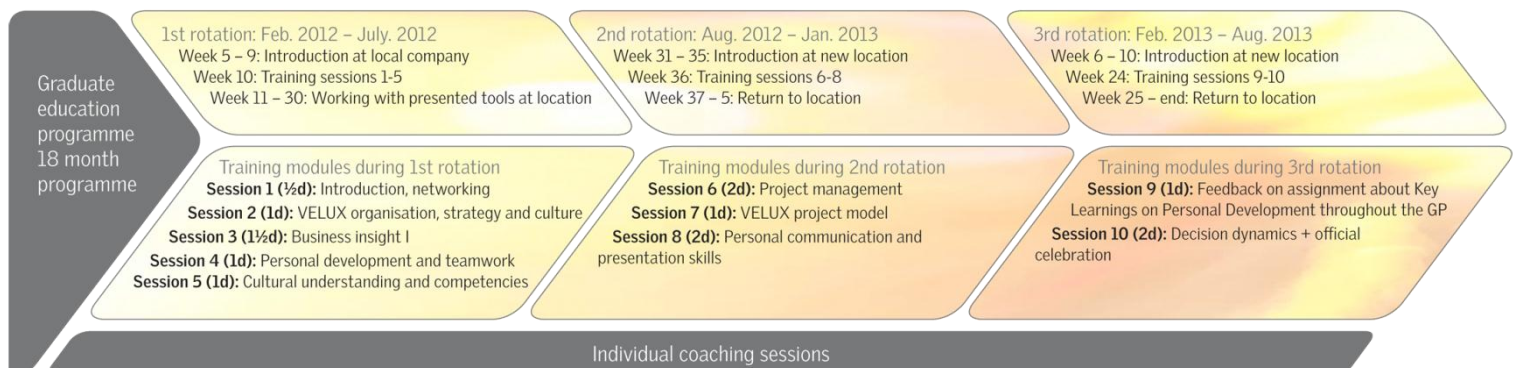 Graduate
education
programme
18 month
programme
1st rotation: Feb. 2012 – July. 2012
Week 5 – 9: Introduction at local company
Week 10: Training sessions 1-5
Week 11 – 30: Working with presented tools at location
2nd rotation: Aug. 2012 – Jan. 2013
Week 31 – 35: Introduction at new location
Week 36: Training sessions 6-8
Week 37 – 5: Return to location
3rd rotation: Feb. 2013 – Aug. 2013
Week 6 – 10: Introduction at new location
Week 24: Training sessions 9-10
Week 25 – end: Return to location
Training modules during 1st rotation
Session 1 (½d): Introduction, networking
Session 2 (1d): VELUX organisation, strategy and culture
Session 3 (1½d): Business insight I
Session 4 (1d): Personal development and teamwork
Session 5 (1d): Cultural understanding and competencies
Training modules during 2nd rotation
Session 6 (2d): Project management
Session 7 (1d): VELUX project model
Session 8 (2d): Personal communication and
presentation skills
Training modules during 3rd rotation
Session 9 (1d): Feedback on assignment about Key
Learnings on Personal Development throughout the GP
Session 10 (2d): Decision dynamics + official
celebration
Individual coaching sessions